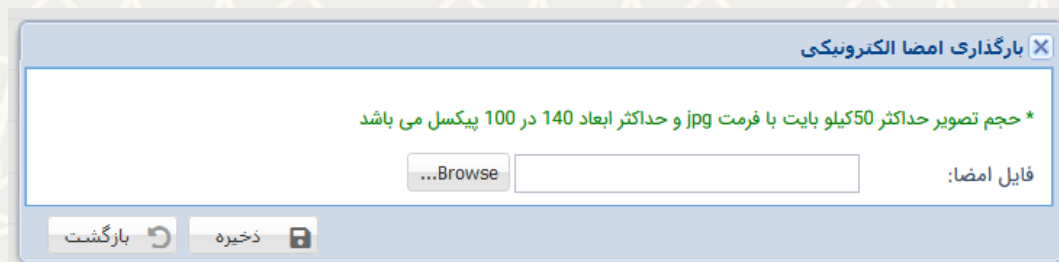 بارگذاری امضا الکترونیکی
* حجم تصویر حداکثر 50کیلو بایت با فرمت jpg و حداکثر ابعاد 140 در 100 پیکسل می باشد
فایل امضا: Browse...
ذخیره بازگشت